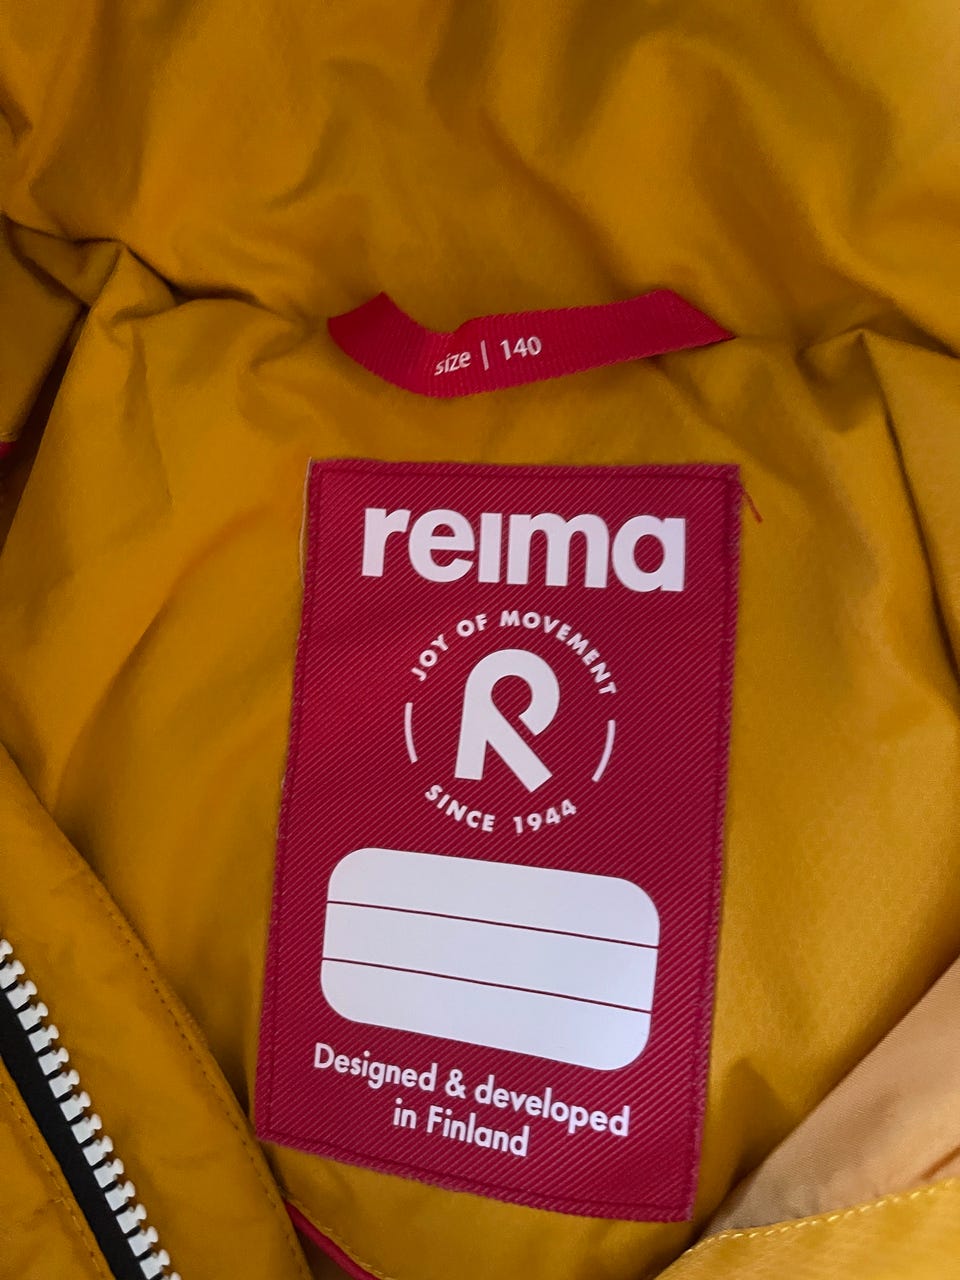 size | 140
reima
JOY OF MOVEMENT
R
SINCE 1944
Designed & developed
in Finland